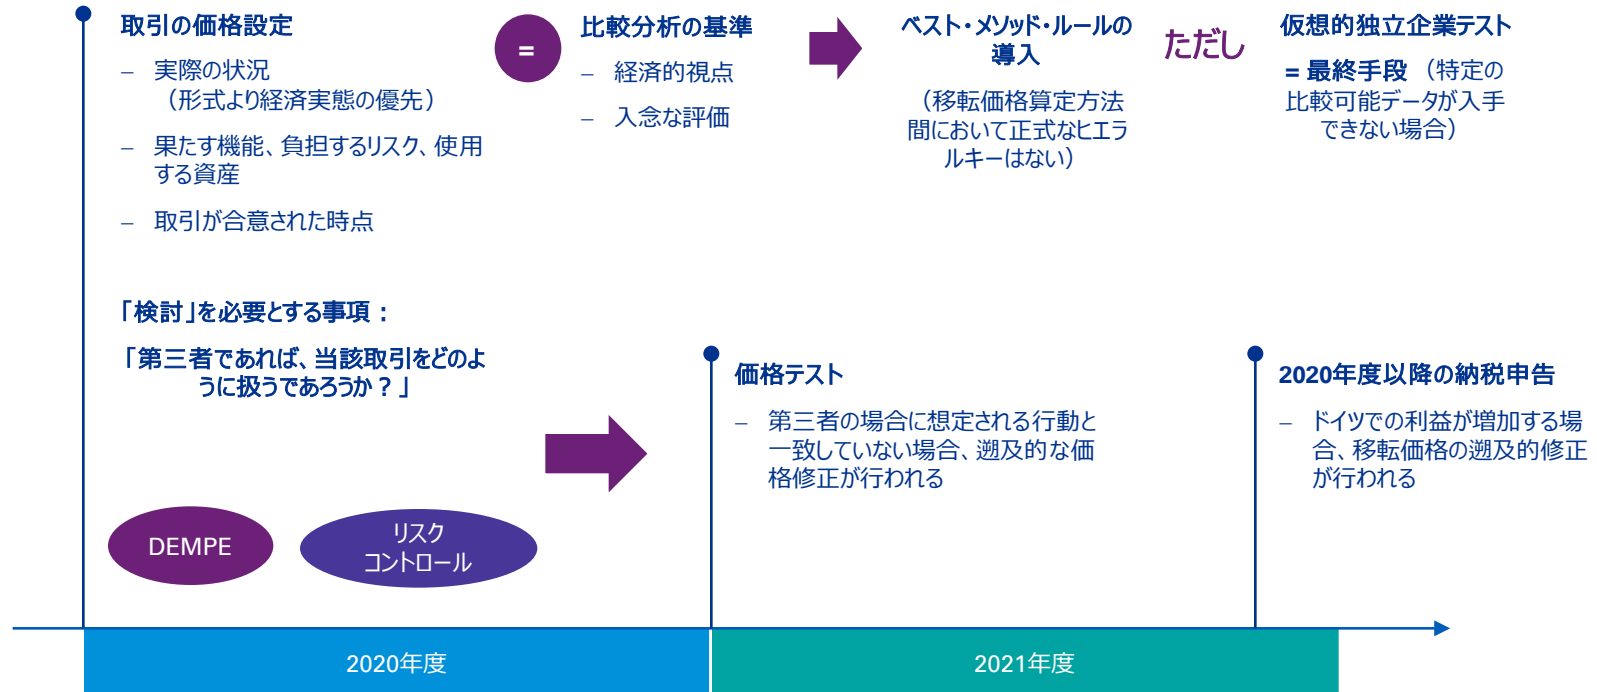 取引の価格設定
– 実際の状況
（形式より経済実態の優先）
– 果たす機能、負担するリスク、使用
する資産
– 取引が合意された時点
=
比較分析の基準
– 経済的視点
– 入念な評価
ベスト・メソッド・ルールの
導入
（移転価格算定方法
間において正式なヒエラ
ルキーはない）
ただし
仮想的独立企業テスト
= 最終手段 （特定の
比較可能データが入手
できない場合）
「検討」を必要とする事項：
「第三者であれば、当該取引をどのよ
うに扱うであろうか？」
DEMPE
リスク
コントロール
価格テスト
– 第三者の場合に想定される行動と
一致していない場合、遡及的な価
格修正が行われる
2020年度以降の納税申告
– ドイツでの利益が増加する場
合、移転価格の遡及的修正
が行われる
2020年度
2021年度